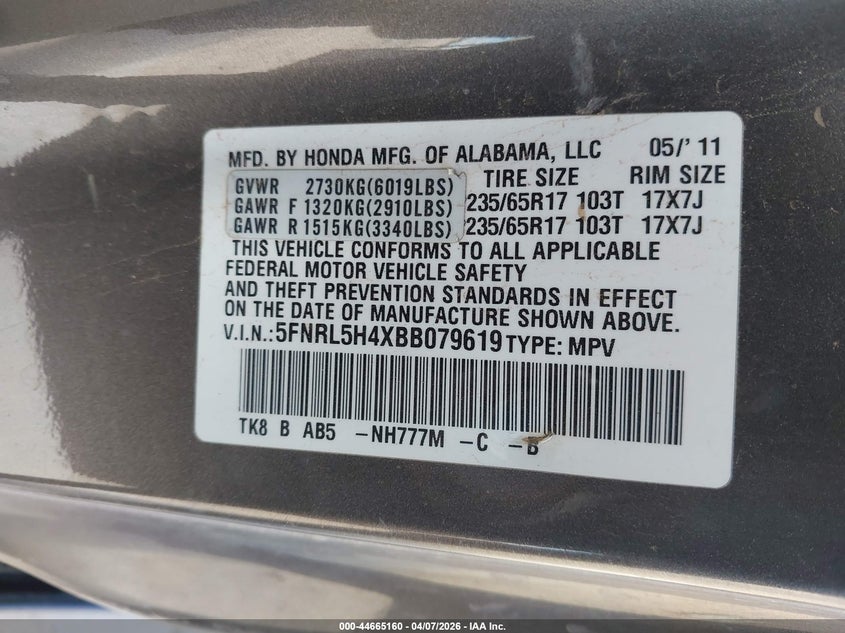 MFD. BY HONDA MFG. OF ALABAMA, LLC 05/' 11
GVWR 2730KG(6019LBS) TIRE SIZE RIM SIZE
GAWR F 1320KG(2910LBS) 235/65R17 103T 17X7J
GAWR R 1515KG(3340LBS) 235/65R17 103T 17X7J
THIS VEHICLE CONFORMS TO ALL APPLICABLE
FEDERAL MOTOR VEHICLE SAFETY
AND THEFT PREVENTION STANDARDS IN EFFECT
ON THE DATE OF MANUFACTURE SHOWN ABOVE.
V.I.N.:5FNRL5H4XBB079619 TYPE: MPV
TK8 B AB5 -NH777M -C -B
000-44665160 - 04/07/2026 - IAA Inc.